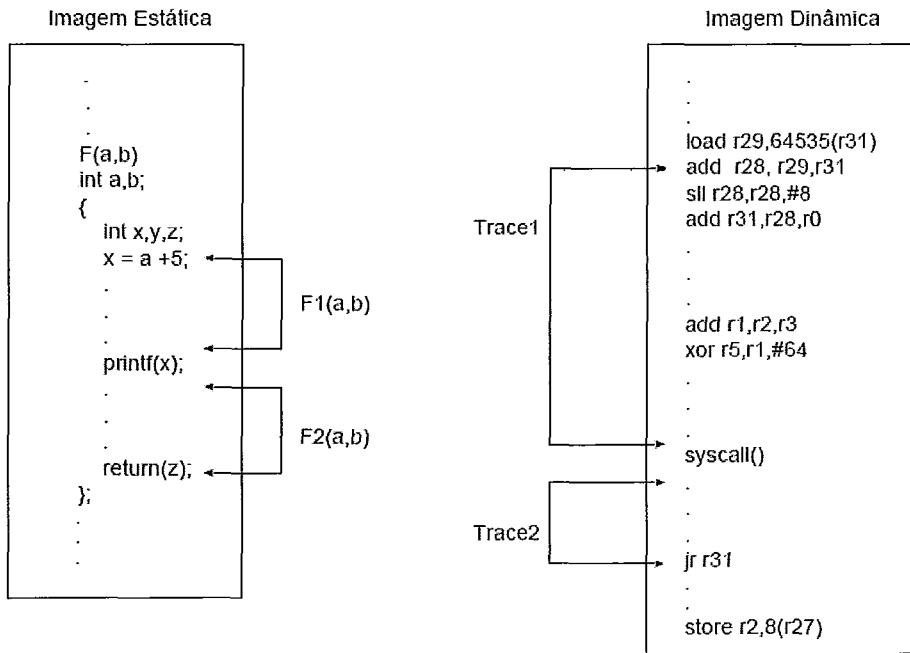 Imagem Estática
F(a,b)
int a,b;
{
int x,y,z;
x = a +5;
printf(x);
return(z);
};
F1(a,b)
F2(a,b)
Imagem Dinâmica
Trace1
Trace2
load r29,64535(r31)
add r28, r29,r31
sll r28,r28,#8
add r31,r28,r0
add r1,r2,r3
xor r5,r1,#64
syscall()
jr r31
store r2,8(r27)